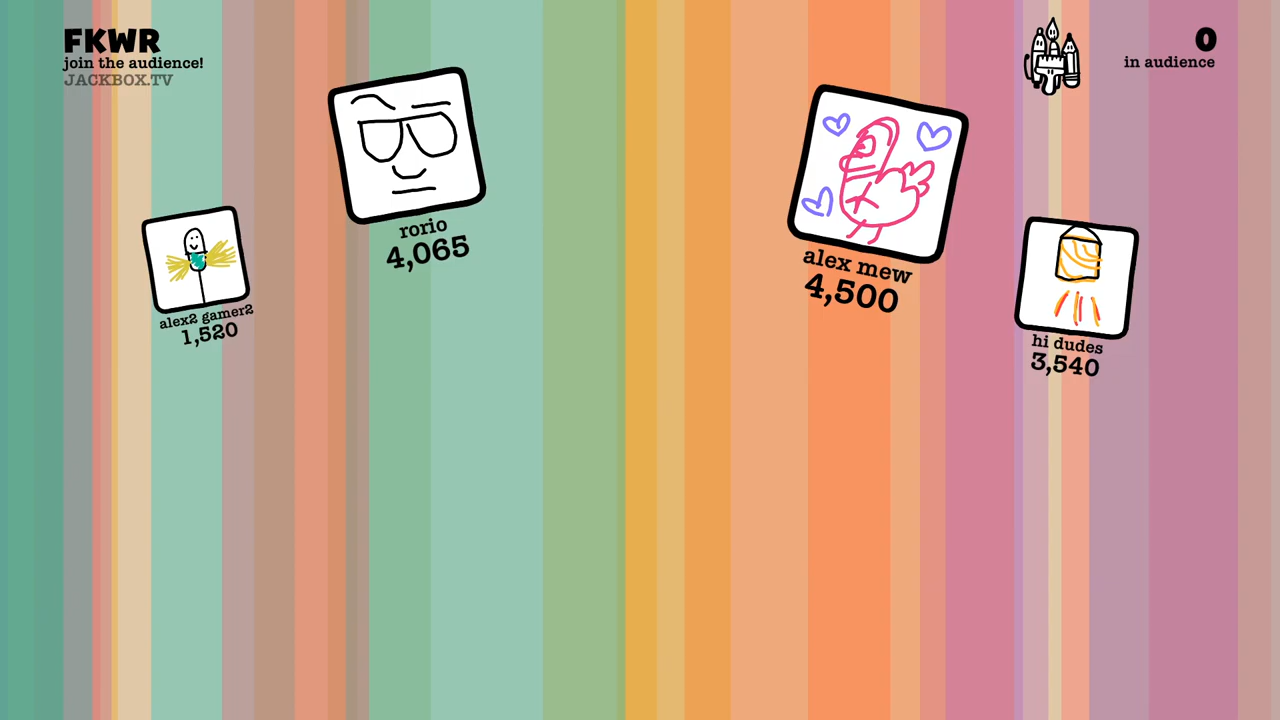 FKWR
join the audience!
JACKBOX.TV
0
in audience
rorio
4,065
alex mew
4,500
alex2 gamer2
1,520
hi dudes
3,540